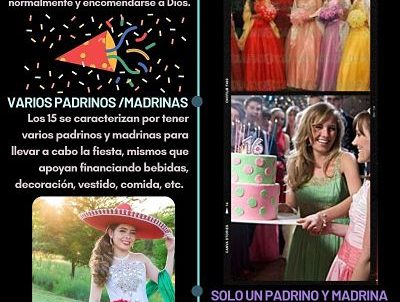 normalmente y encomendarse a Dios.
VARIOS PADRINOS /MADRINAS
Los 15 se caracterizan por tener
varios padrinos y madrinas para
llevar a cabo la fiesta, mismos que
apoyan financiando bebidas,
decoración, vestido, comida, etc.
16
SOLO UN PADRINO Y MADRINA